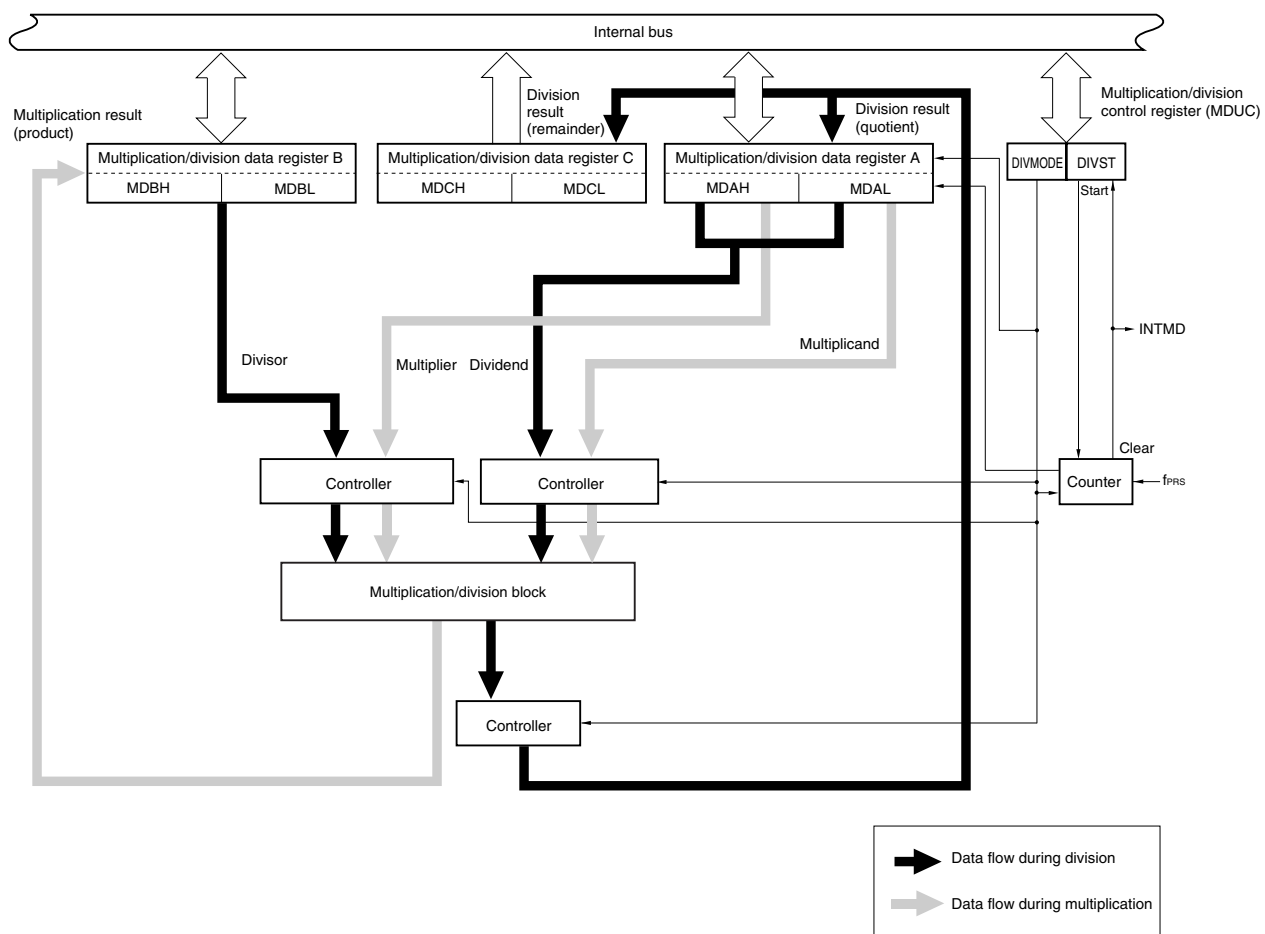 Internal bus
Multiplication result
(product)
Division
result
(remainder)
Division result
(quotient)
Multiplication/division
control register (MDUC)
Multiplication/division data register B
MDBH
MDBL
Multiplication/division data register C
MDCH
MDCL
Multiplication/division data register A
MDAH
MDAL
DIVMODE
DIVST
Start
INTMD
Divisor
Multiplier
Dividend
Multiplicand
Clear
Controller
Controller
Counter
fPRS
Multiplication/division block
Controller
Data flow during division
Data flow during multiplication